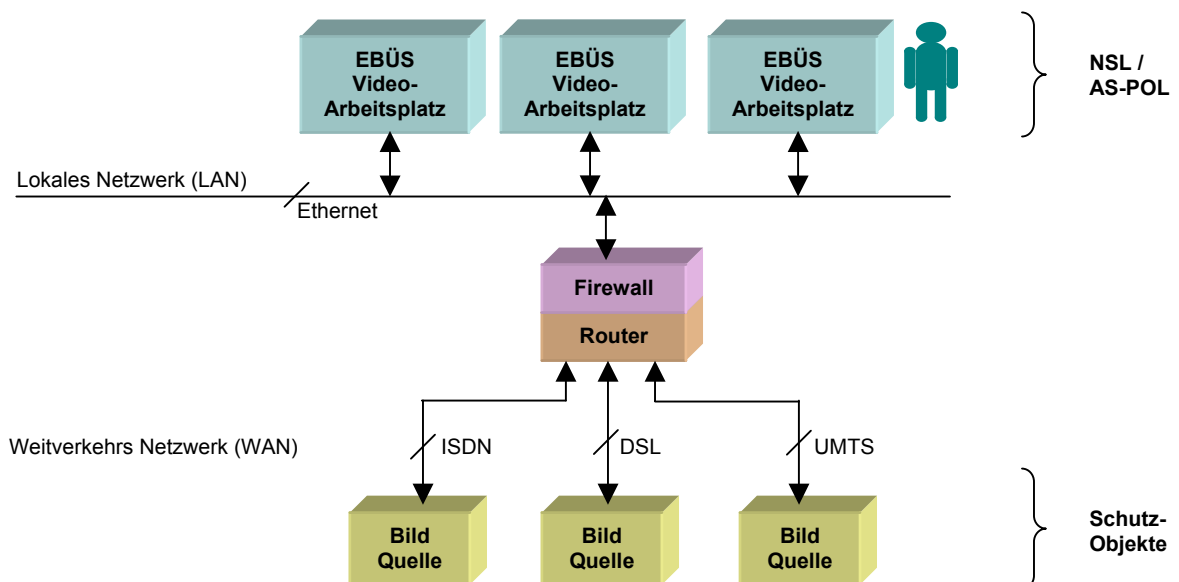 EBÜS
Video-
Arbeitsplatz
EBÜS
Video-
Arbeitsplatz
EBÜS
Video-
Arbeitsplatz
NSL /
AS-POL
Lokales Netzwerk (LAN)
Ethernet
Firewall
Router
Weitverkehrs Netzwerk (WAN)
ISDN
DSL
UMTS
Bild
Quelle
Bild
Quelle
Bild
Quelle
Schutz-
Objekte